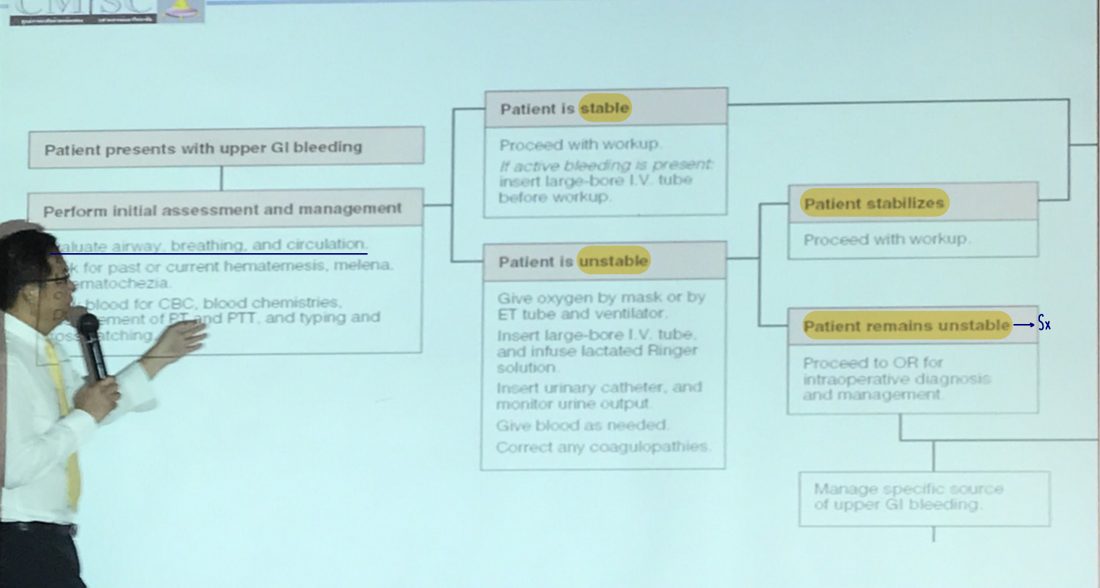 CMISC
Patient presents with upper GI bleeding
Perform initial assessment and management
aluate airway, breathing, and circulation.
k for past or current hematemesis, melena,
ematochezia.
blood for CBC, blood chemistries,
ement of PT and PTT, and typing and
oss-matching.
Patient is stable
Proceed with workup.
If active bleeding is present:
insert large-bore I.V. tube
before workup.
Patient is unstable
Give oxygen by mask or by
ET tube and ventilator.
Insert large-bore I.V. tube,
and infuse lactated Ringer
solution.
Insert urinary catheter, and
monitor urine output.
Give blood as needed.
Correct any coagulopathies.
Patient stabilizes
Proceed with workup.
Patient remains unstable → Sx
Proceed to OR for
intraoperative diagnosis
and management.
Manage specific source
of upper GI bleeding.